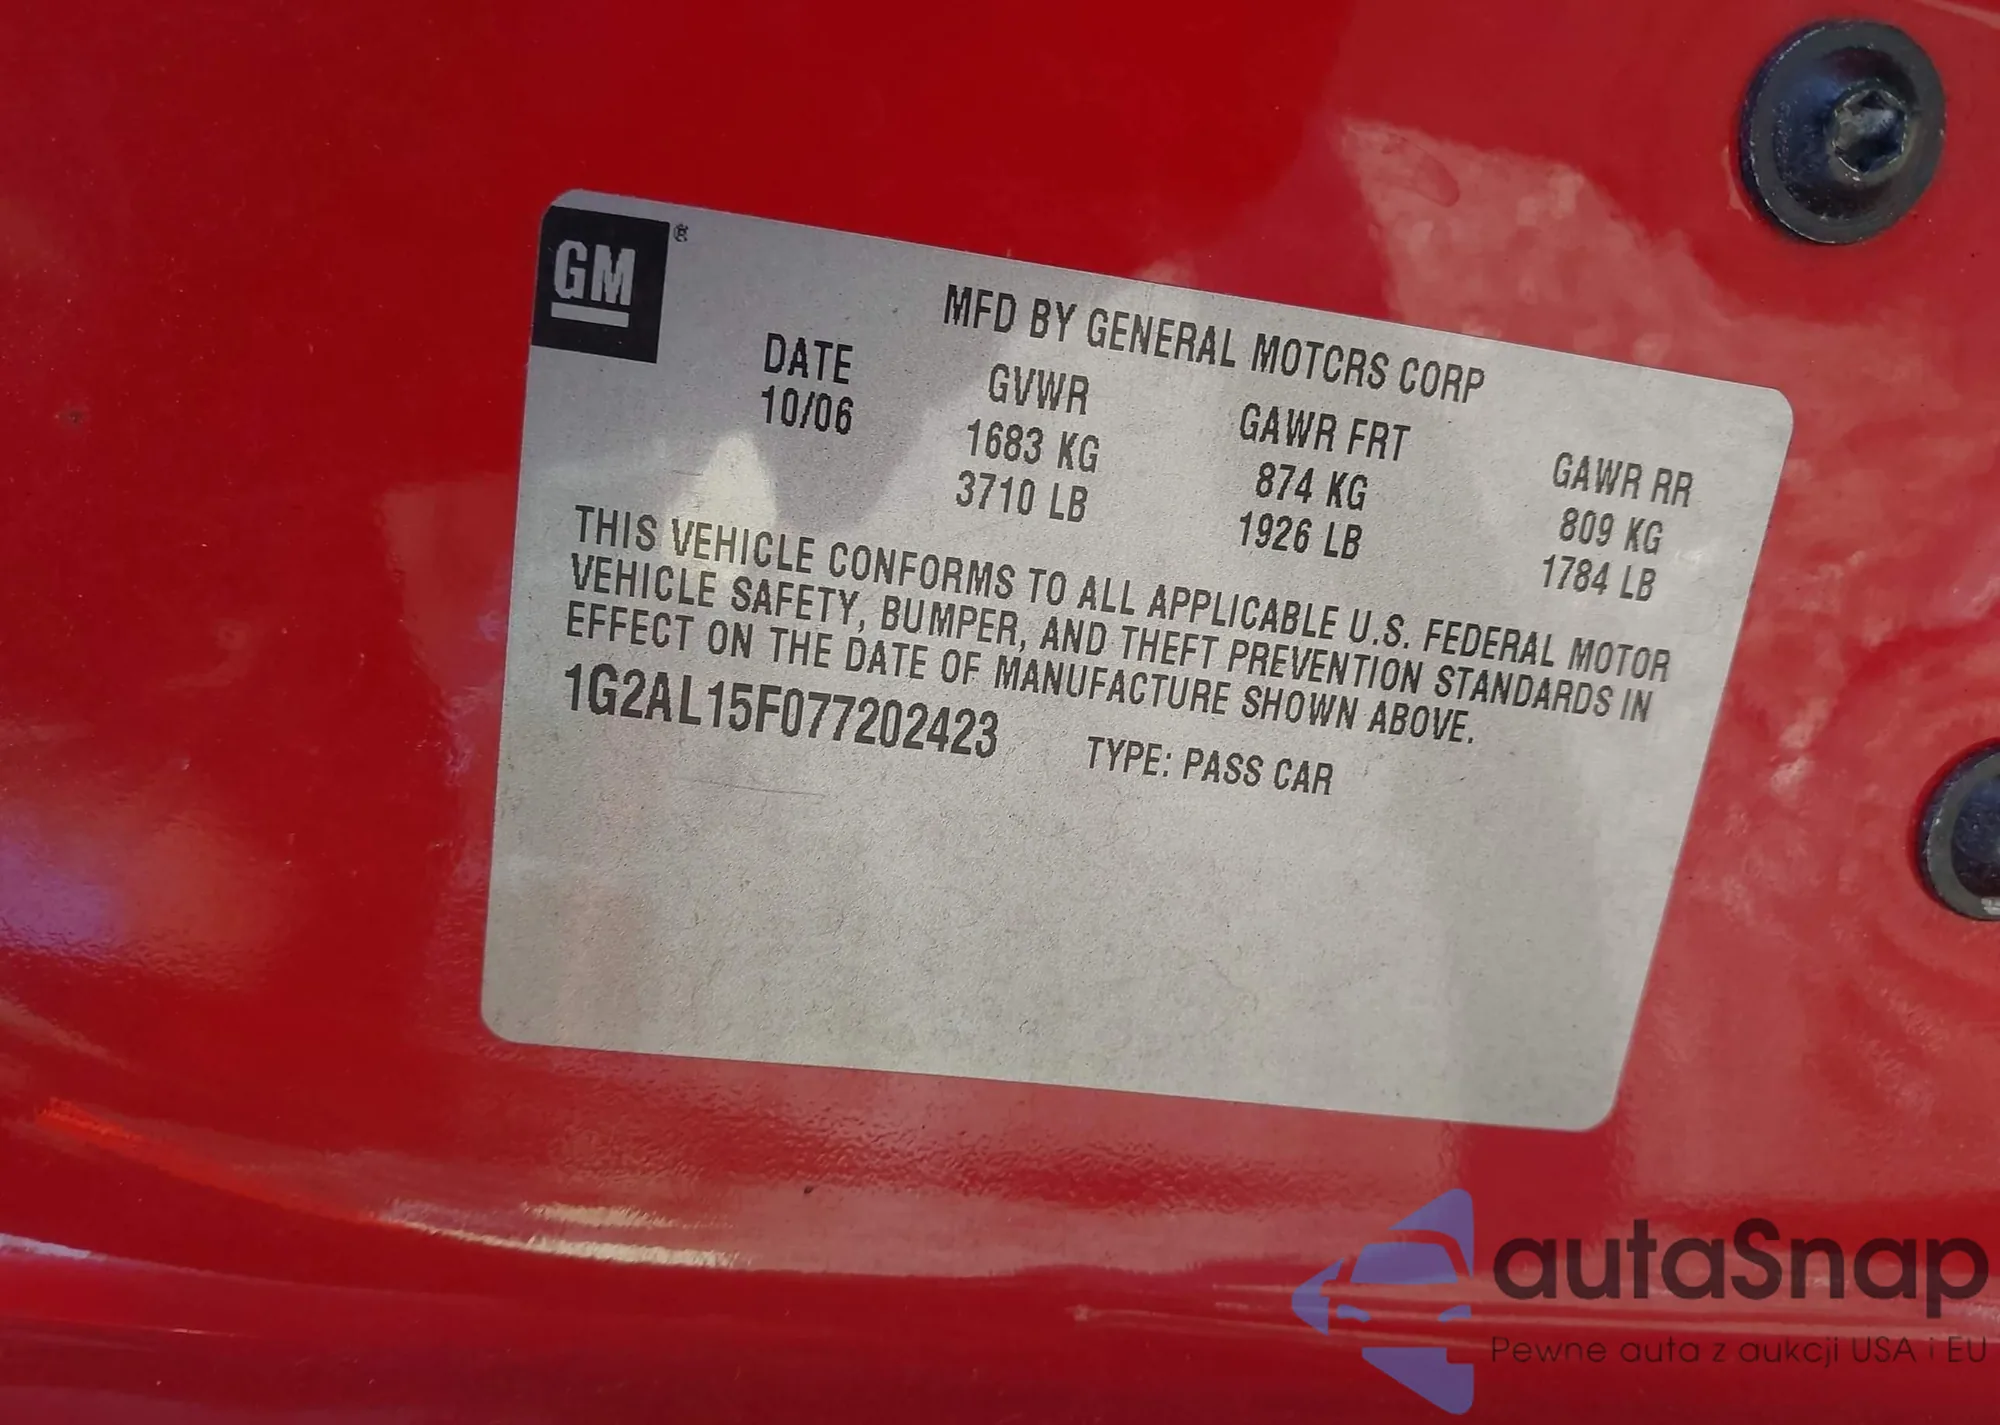 GM ®
MFD BY GENERAL MOTCRS CORP
DATE GVWR GAWR FRT GAWR RR
10/06 1683 KG 874 KG 809 KG
3710 LB 1926 LB 1784 LB
THIS VEHICLE CONFORMS TO ALL APPLICABLE U.S. FEDERAL MOTOR
VEHICLE SAFETY, BUMPER, AND THEFT PREVENTION STANDARDS IN
EFFECT ON THE DATE OF MANUFACTURE SHOWN ABOVE.
1G2AL15F077202423 TYPE: PASS CAR
autaSnap
Pewne auta z aukcji USA i EU